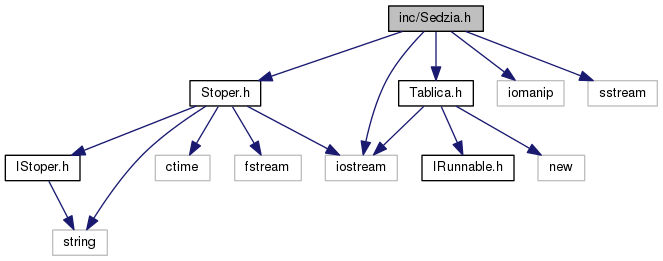 inc/Sedzia.h
Stoper.h
Tablica.h
iomanip
sstream
IStoper.h
ctime
fstream
iostream
IRunnable.h
new
string